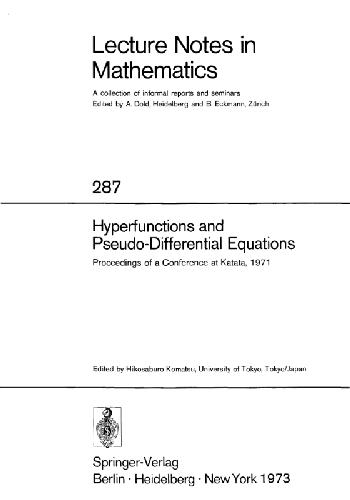 Lecture Notes in
Mathematics
A collection of informal reports and seminars
Edited by A. Dold, Heidelberg and B. Eckmann, Zürich
287
Hyperfunctions and
Pseudo-Differential Equations
Proceedings of a Conference at Katata, 1971
Edited by Hikosaburo Komatsu, University of Tokyo, Tokyo/Japan
Springer-Verlag
Berlin · Heidelberg · New York 1973